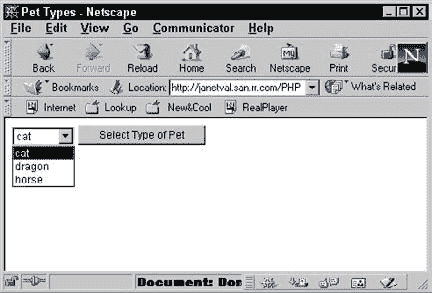 Pet Types - Netscape
File Edit View Go Communicator Help
Back Forward Reload Home Search Netscape Print Secur N
Bookmarks Location: http://janetval.san.rr.com/PHP What's Related
Internet Lookup New&Cool RealPlayer
cat Select Type of Pet
cat
dragon
horse
Document: Don